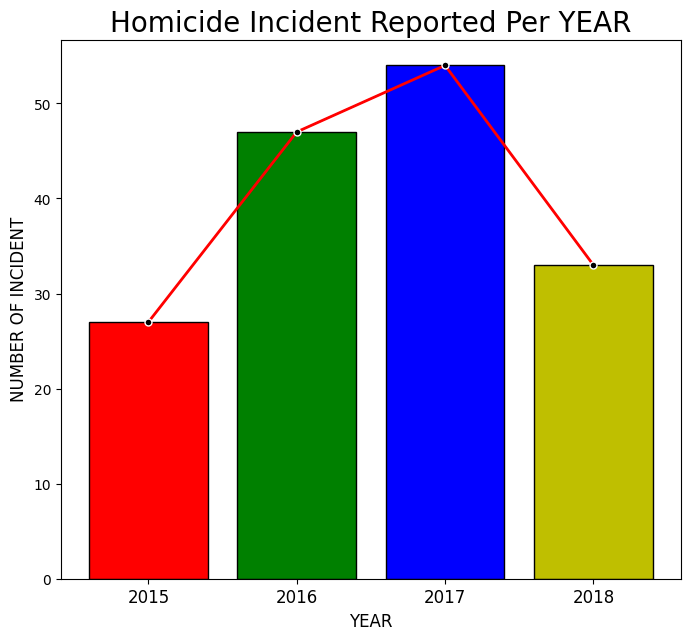 Homicide Incident Reported Per YEAR
NUMBER OF INCIDENT
50
40
30
20
10
0
2015 2016 2017 2018
YEAR